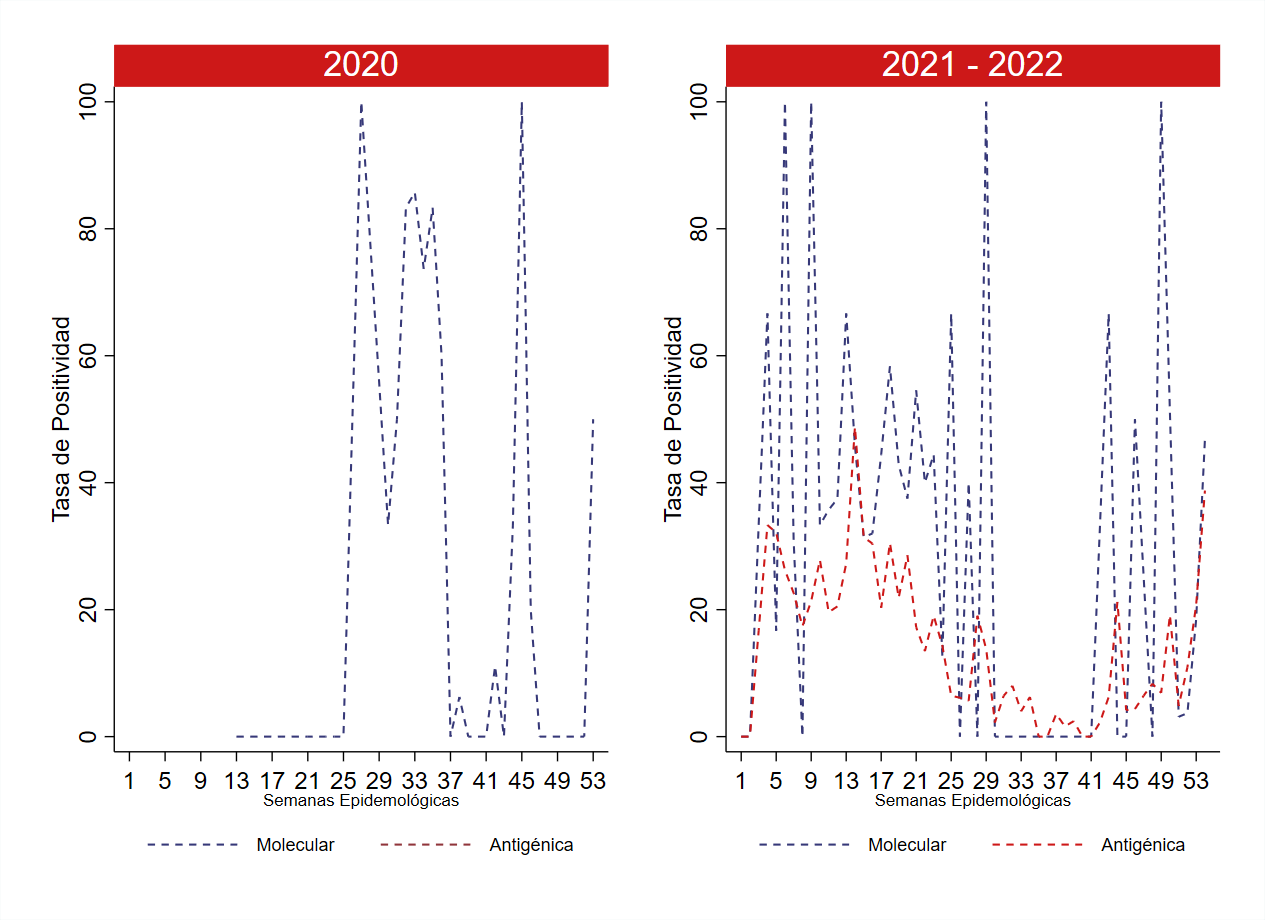 2020
Tasa de Positividad
100
80
60
40
20
0
1 5 9 13 17 21 25 29 33 37 41 45 49 53
Semanas Epidemológicas
Molecular Antigénica
2021 - 2022
Tasa de Positividad
100
80
60
40
20
0
1 5 9 13 17 21 25 29 33 37 41 45 49 53
Semanas Epidemológicas
Molecular Antigénica